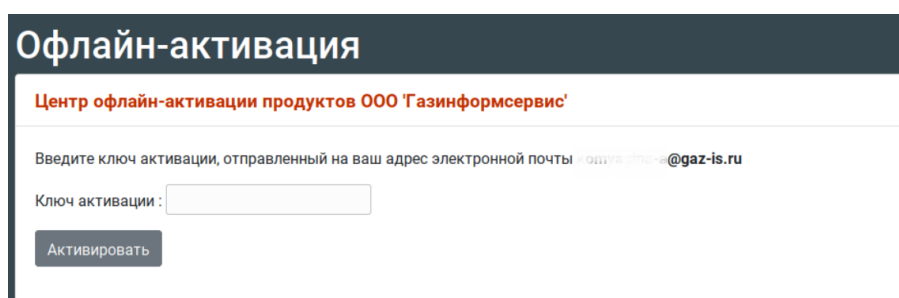 Офлайн-активация
Центр офлайн-активации продуктов ООО 'Газинформсервис'
Введите ключ активации, отправленный на ваш адрес электронной почты @gaz-is.ru
Ключ активации :
Активировать